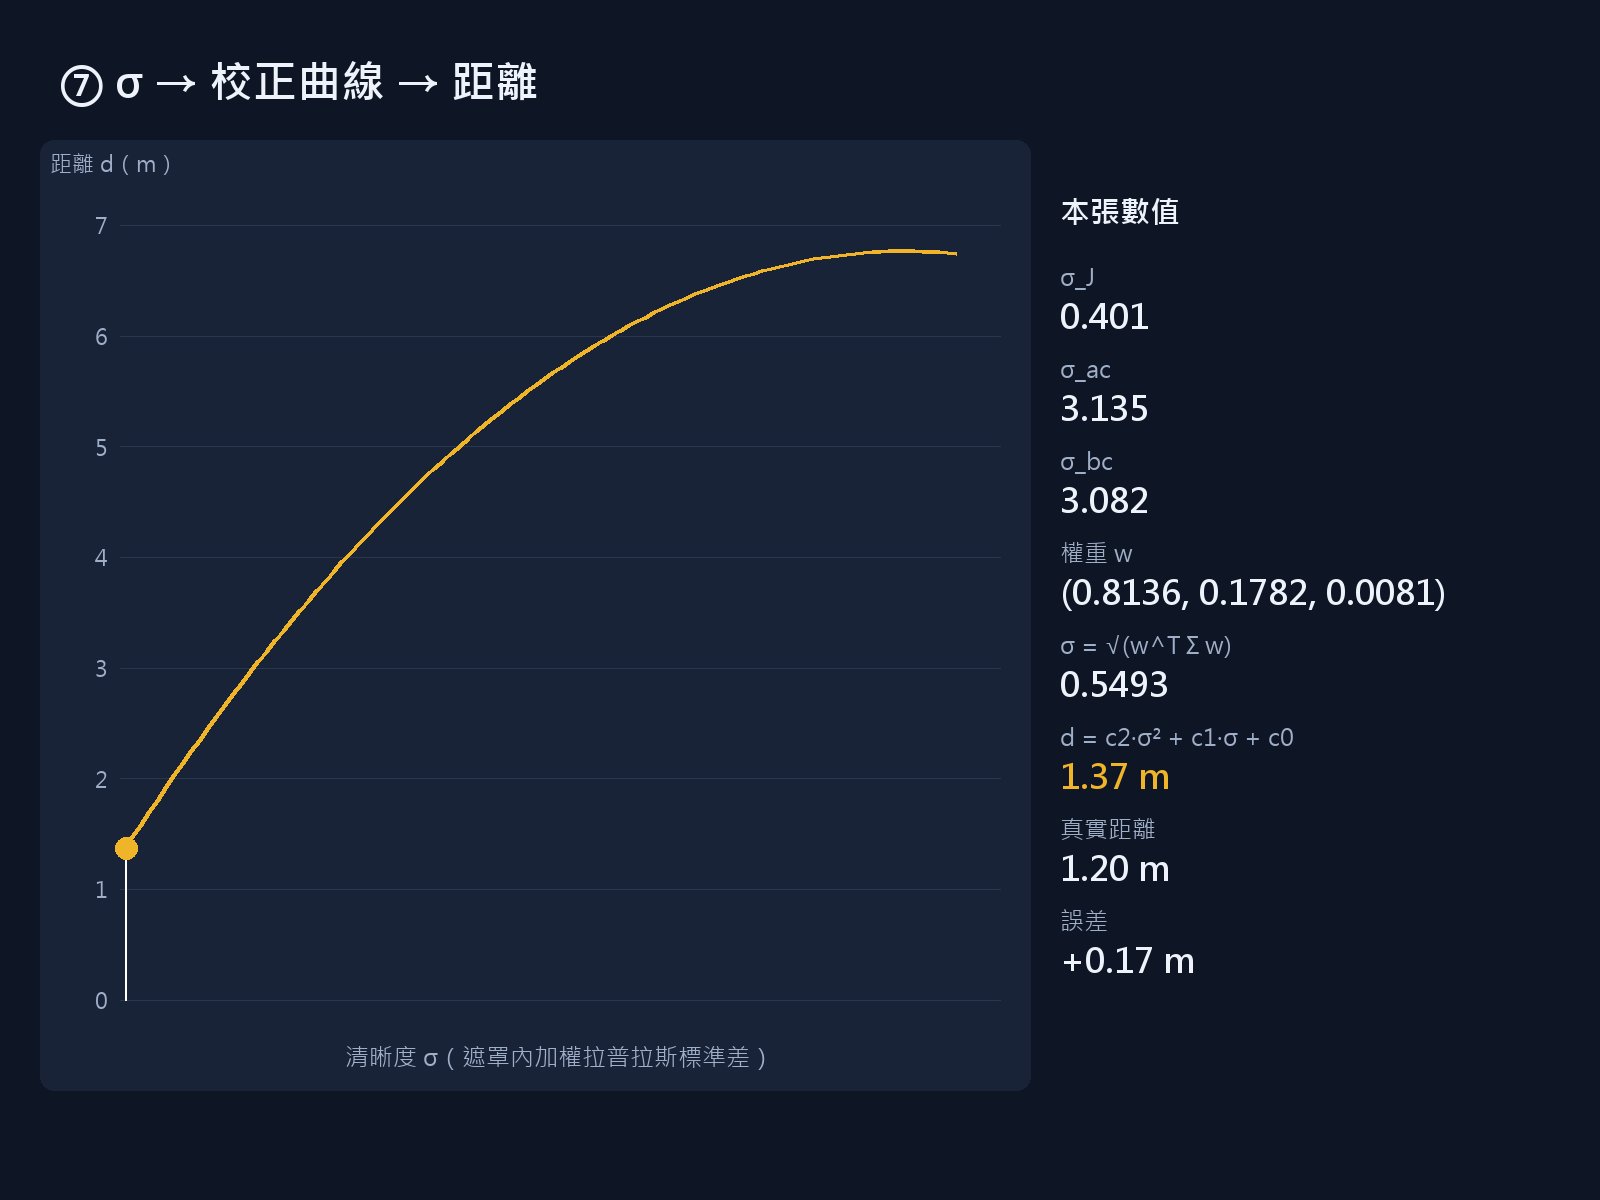 ⑦ σ → 校正曲線 → 距離
距離 d ( m )
7
6
5
4
3
2
1
0
清晰度 σ ( 遮罩內加權拉普拉斯標準差 )
本張數值
σ_J
0.401
σ_ac
3.135
σ_bc
3.082
權重 w
(0.8136, 0.1782, 0.0081)
σ = √(w^T Σ w)
0.5493
d = c2·σ² + c1·σ + c0
1.37 m
真實距離
1.20 m
誤差
+0.17 m